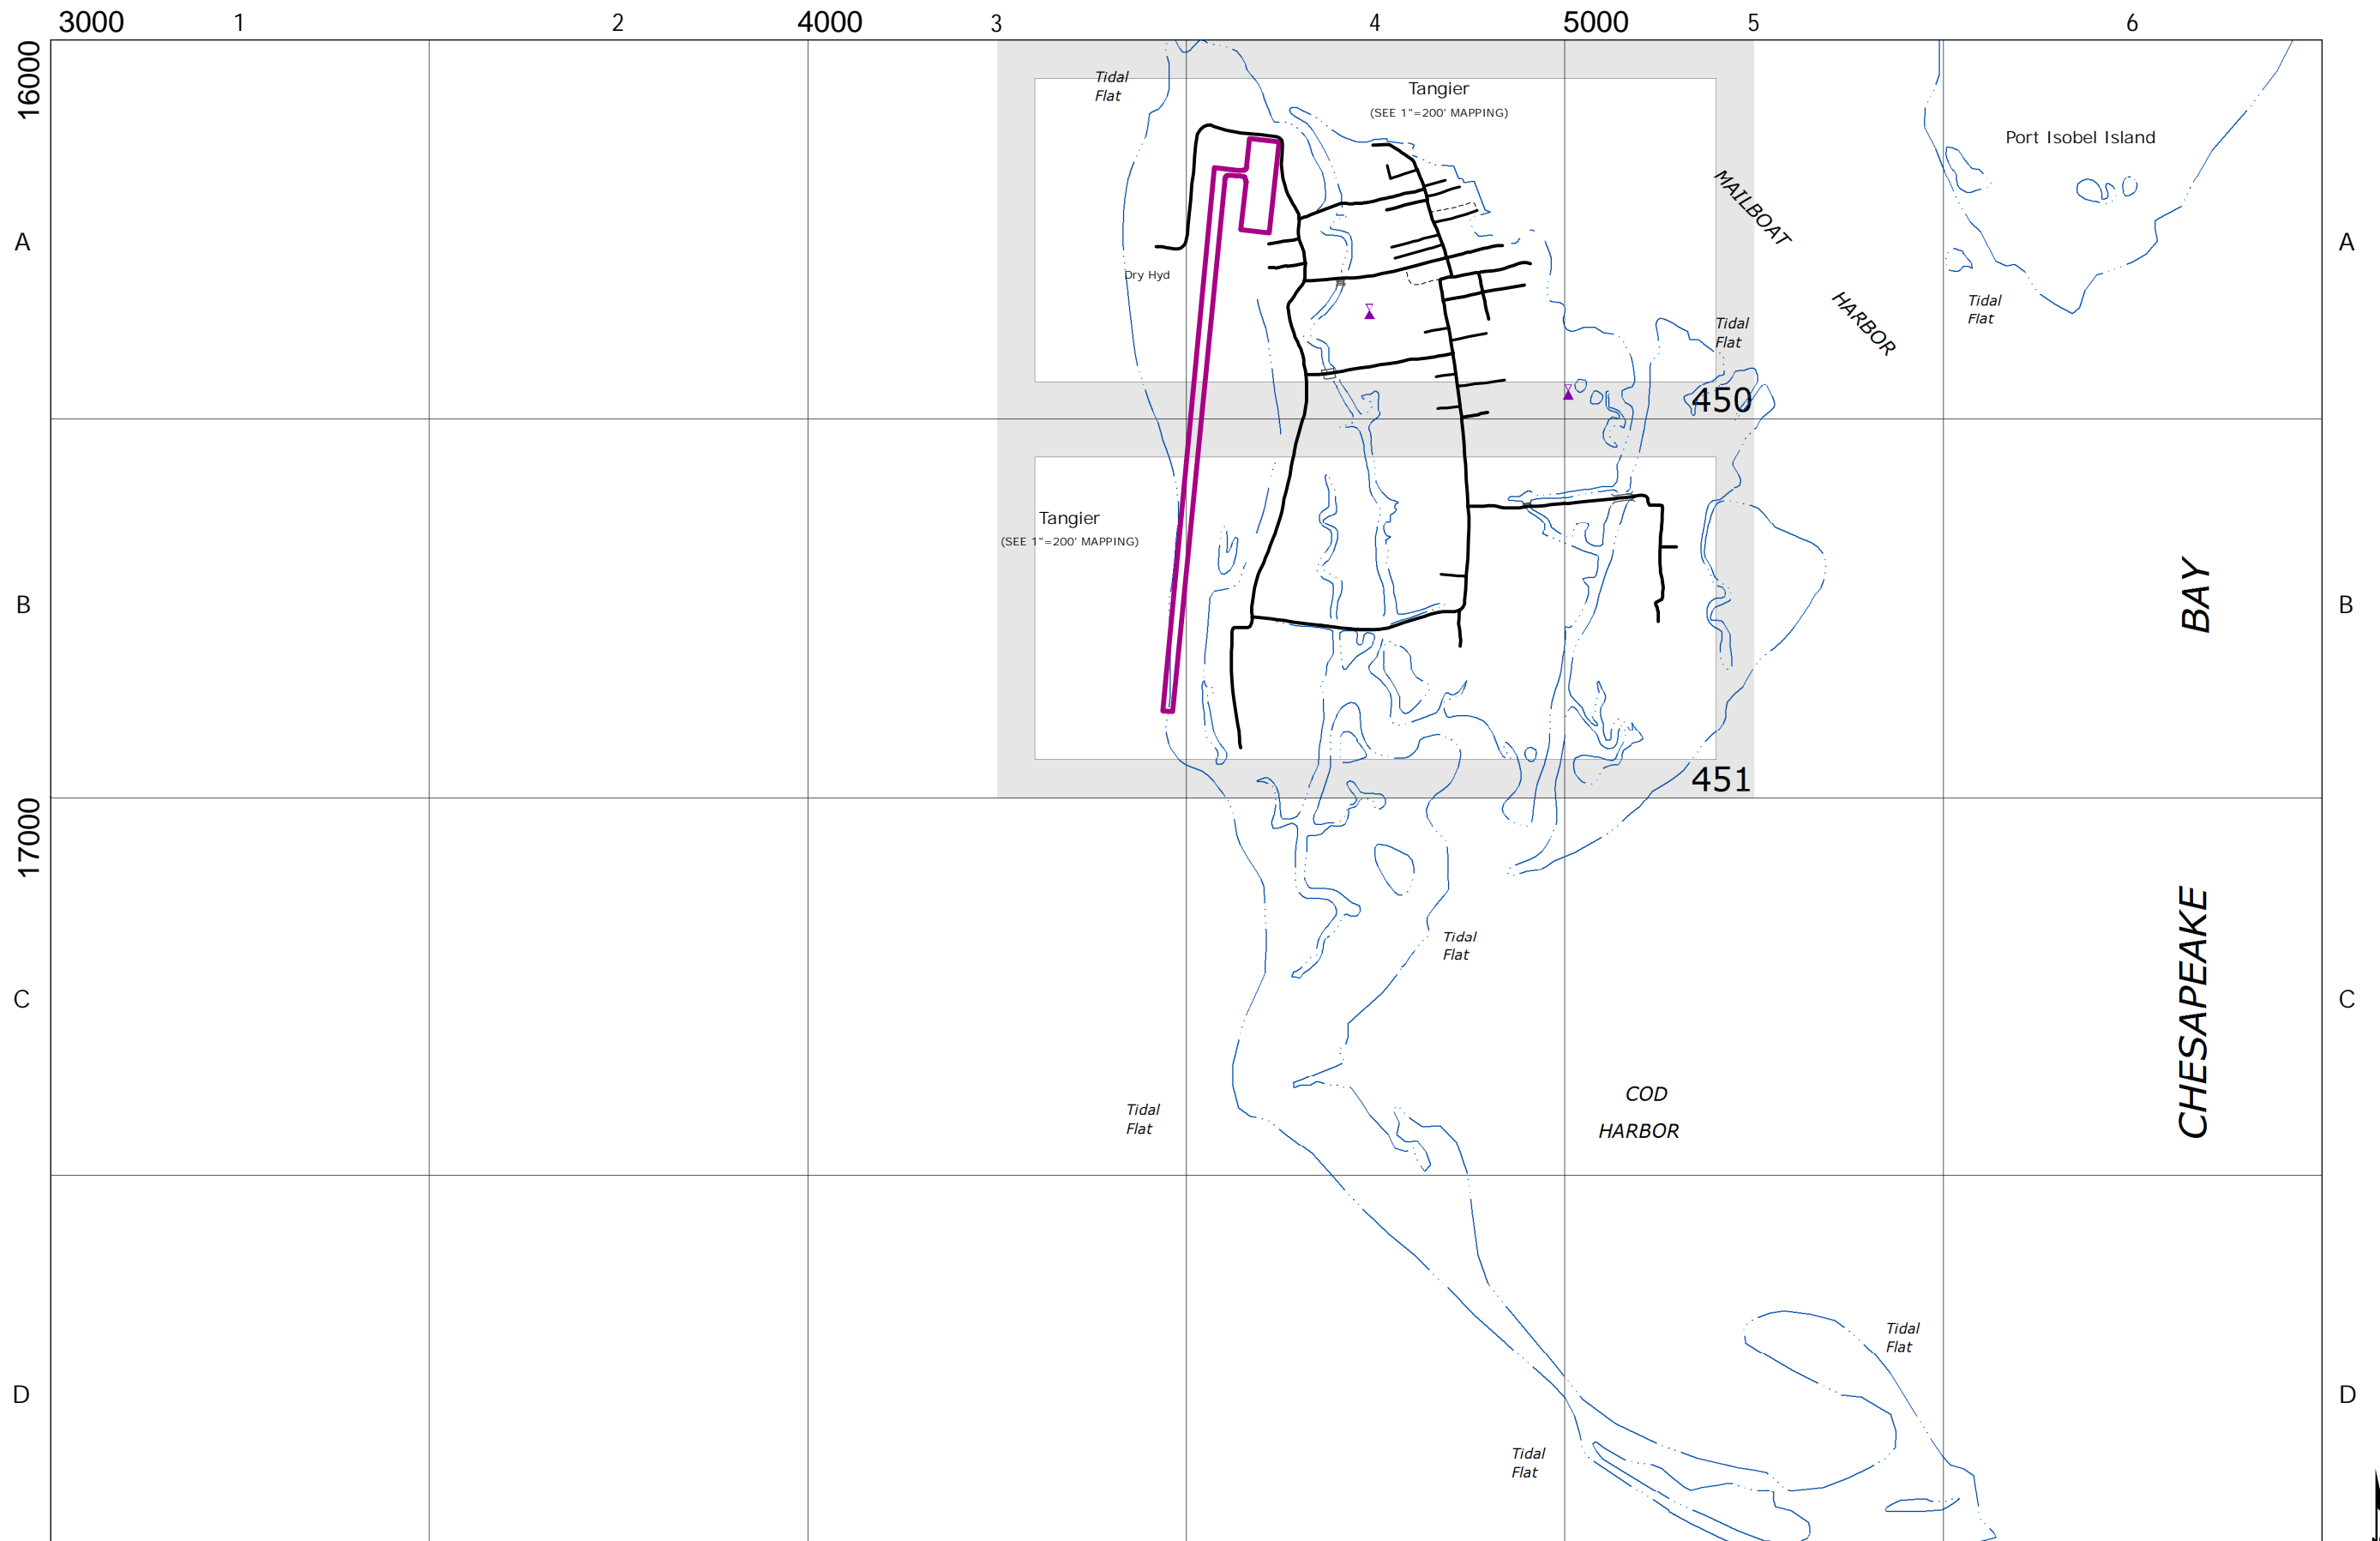 3000 1 2 4000 3 4 5000 5 6
16000
Tidal
Flat
Tangier
(SEE 1"=200' MAPPING)
Port Isobel Island
MAILBOAT
HARBOR
A
A
Dry Hyd
Tidal
Flat
Tidal
Flat
450
Tangier
(SEE 1"=200' MAPPING)
B
B
BAY
451
17000
CHESAPEAKE
Tidal
Flat
C
C
COD
HARBOR
Tidal
Flat
Tidal
Flat
D
D
Tidal
Flat